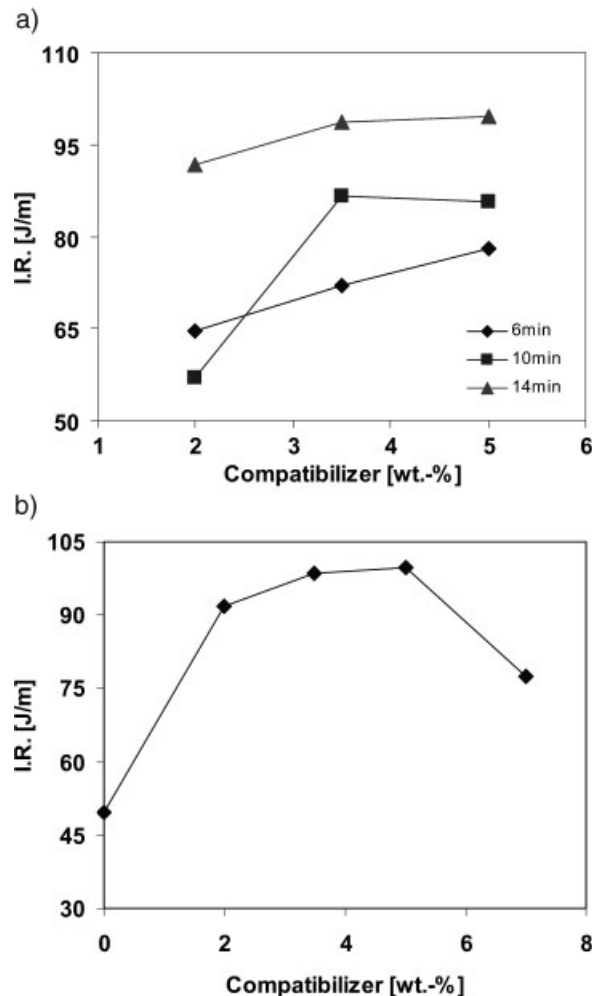 a)
110
95
80
65
50
I.R. [J/m]
6min
10min
14min
1 2 3 4 5 6
Compatibilizer [wt.-%]
b)
105
90
75
60
45
30
I.R. [J/m]
0 2 4 6 8
Compatibilizer [wt.-%]